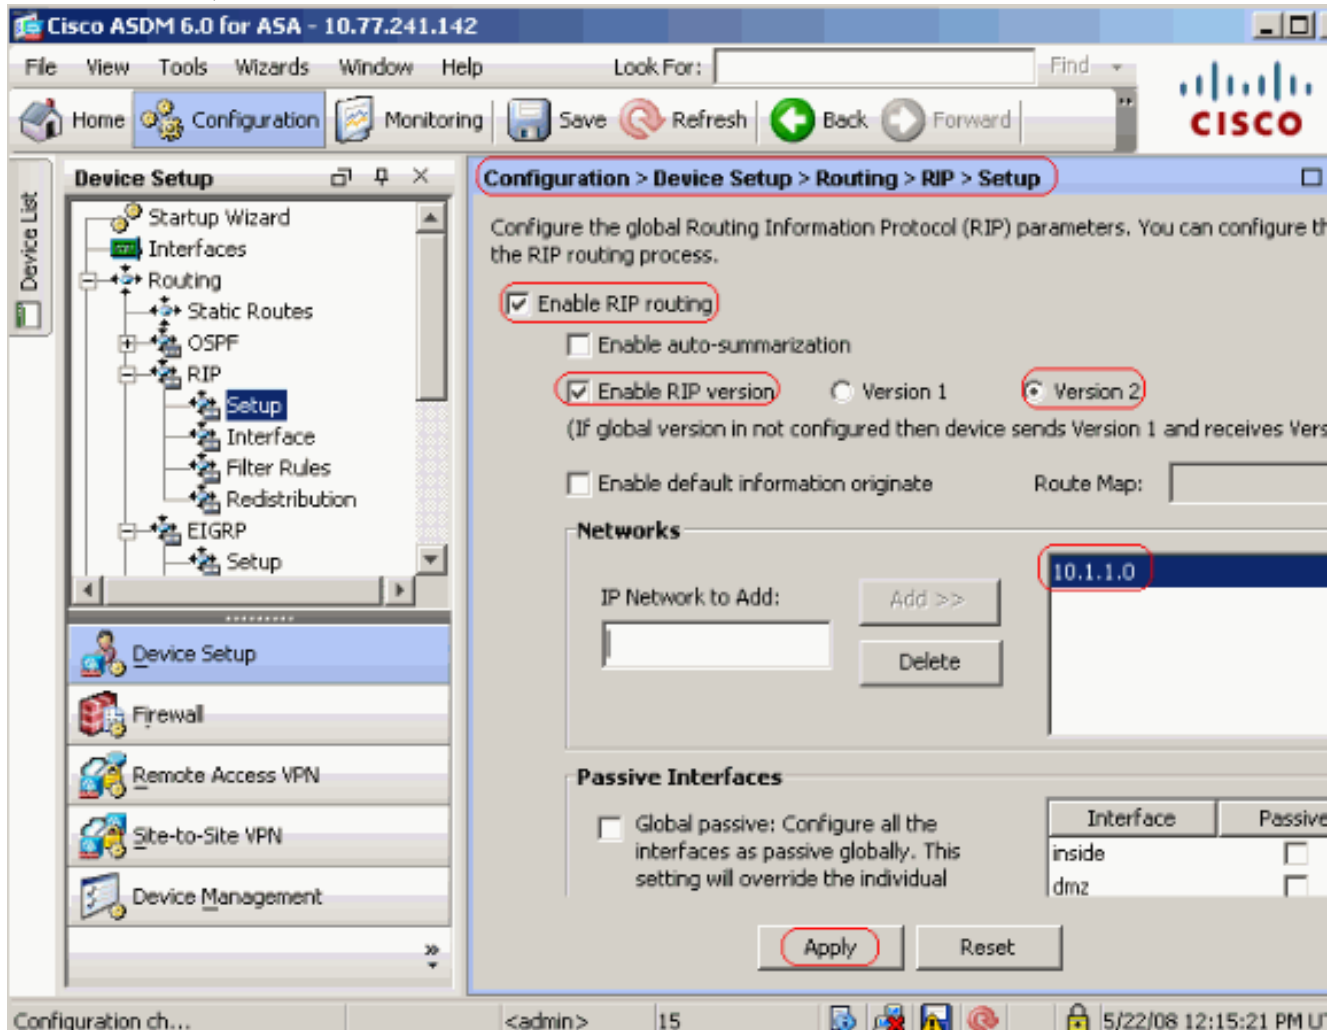 Cisco ASDM 6.0 for ASA - 10.77.241.142
File View Tools Wizards Window Help Look For: Find
Home Configuration Monitoring Save Refresh Back Forward
CISCO
Device List
Device Setup
Startup Wizard
Interfaces
Routing
Static Routes
OSPF
RIP
Setup
Interface
Filter Rules
Redistribution
EIGRP
Setup
Device Setup
Firewall
Remote Access VPN
Site-to-Site VPN
Device Management
Configuration > Device Setup > Routing > RIP > Setup
Configure the global Routing Information Protocol (RIP) parameters. You can configure th
the RIP routing process.
Enable RIP routing
Enable auto-summarization
Enable RIP version Version 1 Version 2
(If global version in not configured then device sends Version 1 and receives Vers
Enable default information originate Route Map:
Networks
IP Network to Add:
Add >>
Delete
10.1.1.0
Passive Interfaces
Global passive: Configure all the
interfaces as passive globally. This
setting will override the individual
Interface Passive
inside
dmz
Apply Reset
Configuration ch... <admin> 15 5/22/08 12:15:21 PM U